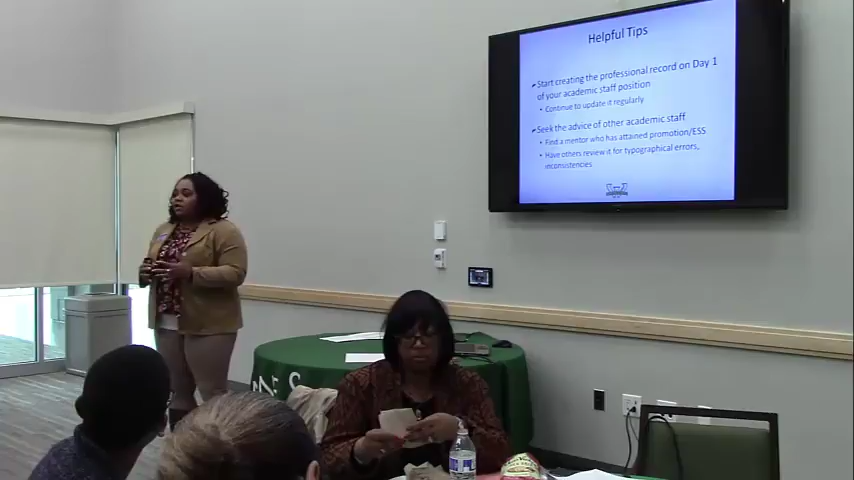 Helpful Tips
Start creating the professional record on Day 1
of your academic staff position
• Continue to update it regularly
Seek the advice of other academic staff
• Find a mentor who has attained promotion/ESS
• Have others review it for typographical errors,
inconsistencies
NE S